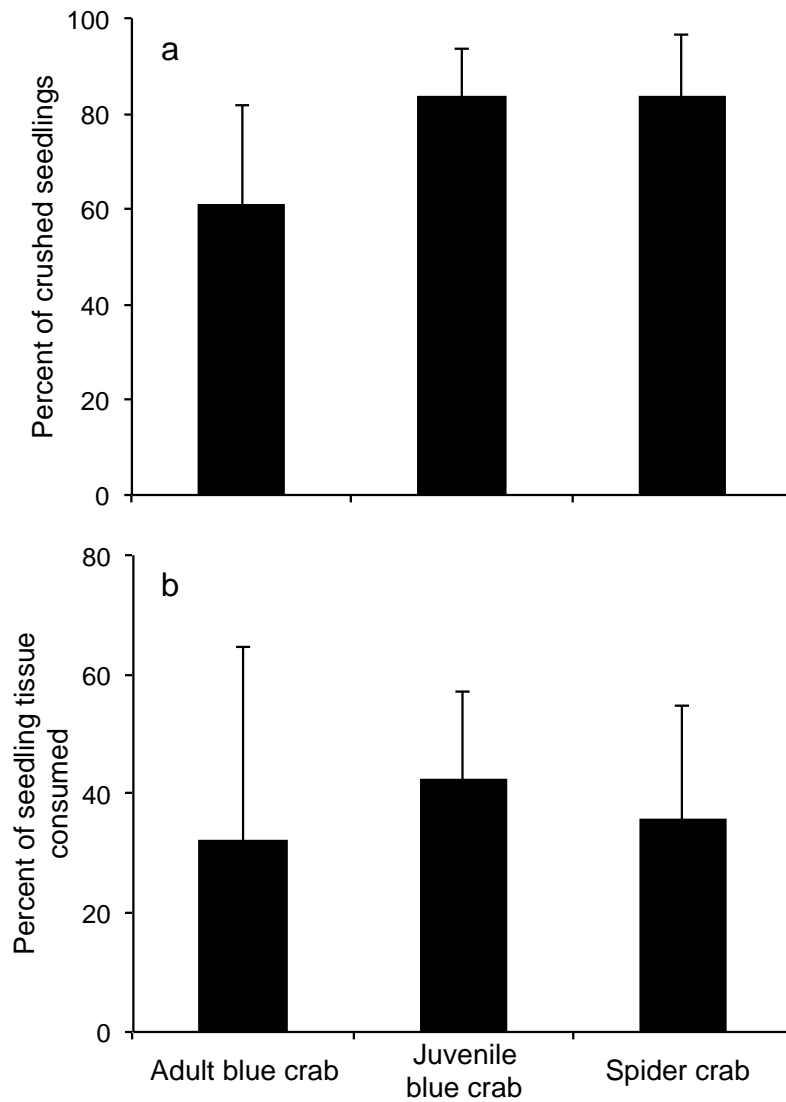 Percent of crushed seedlings
100
80
60
40
20
0
a
Percent of seedling tissue
consumed
80
60
40
20
0
b
Adult blue crab
Juvenile
blue crab
Spider crab